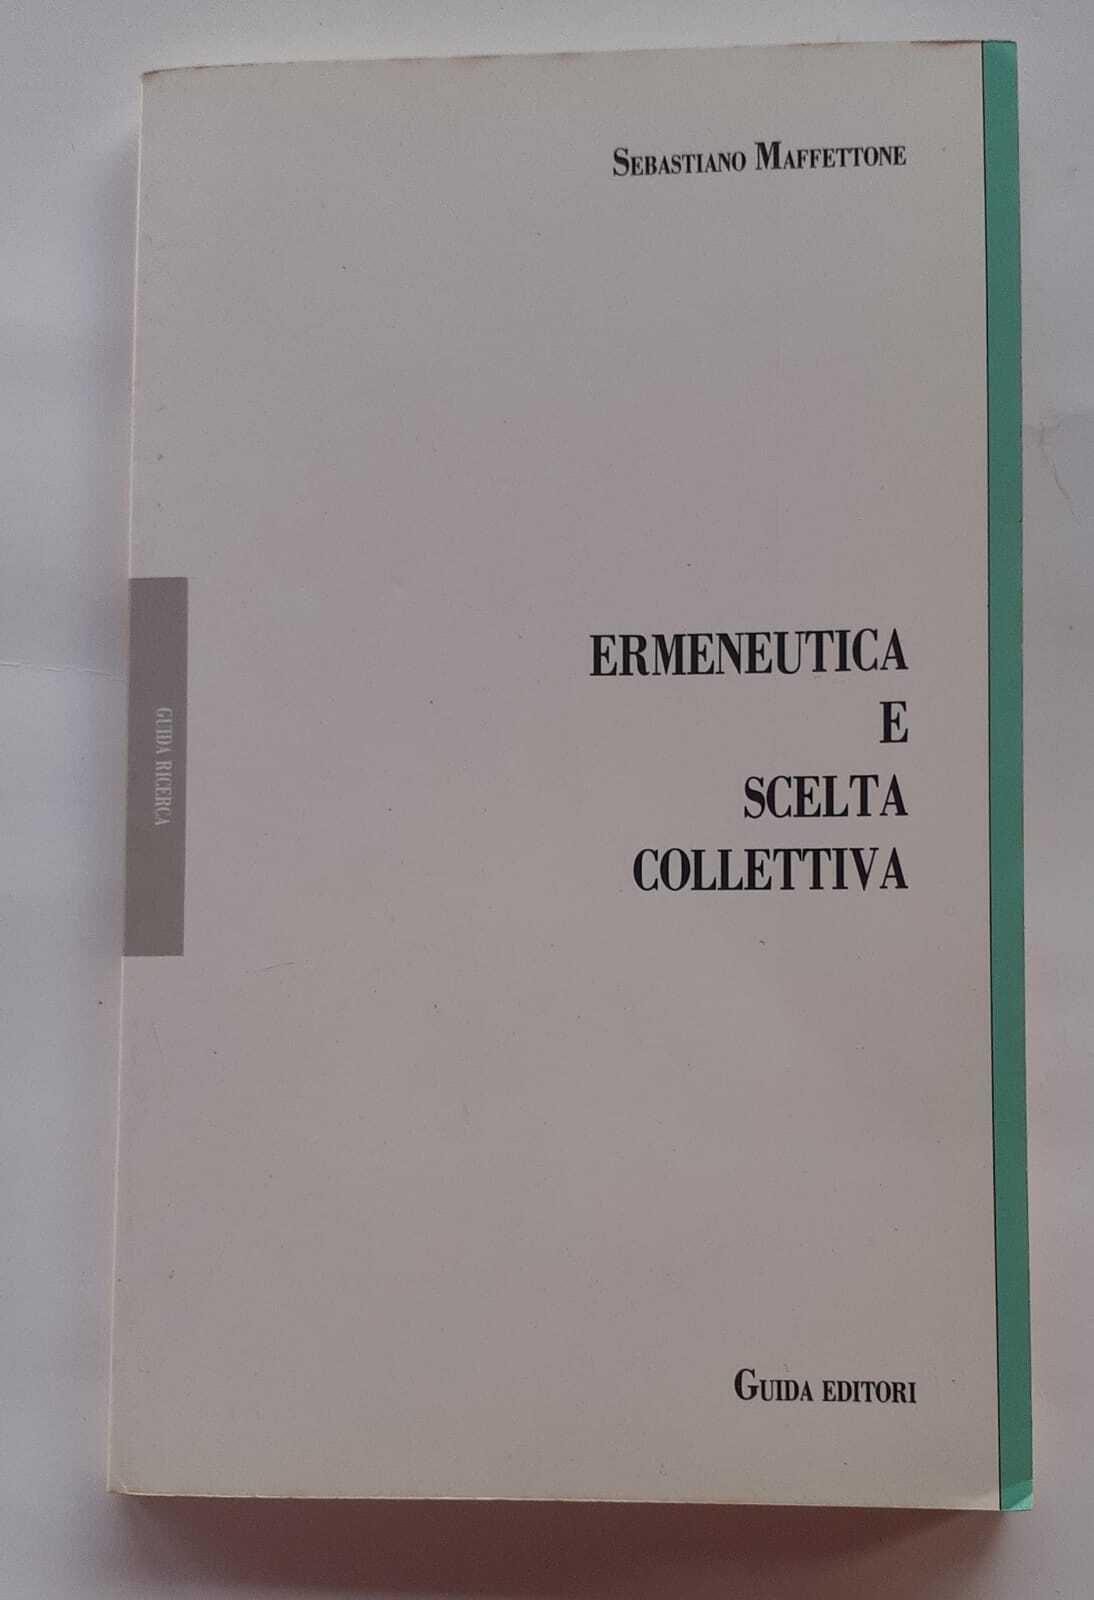 SEBASTIANO MAFFETTONE
ERMENEUTICA
E
SCELTA
COLLETTIVA
GUIDA RICERCA
GUIDA EDITORI